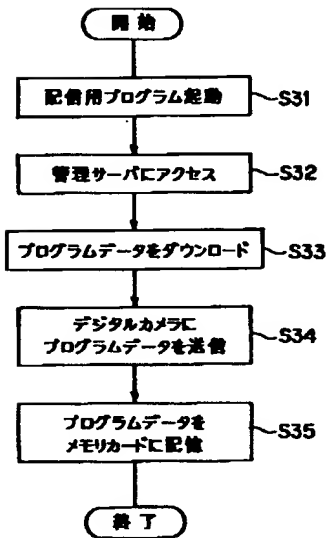 開始
配信用プログラム起動
S31
管理サーバにアクセス
S32
プログラムデータをダウンロード
S33
デジタルカメラに
プログラムデータを送信
S34
プログラムデータを
メモリカードに記憶
S35
終了